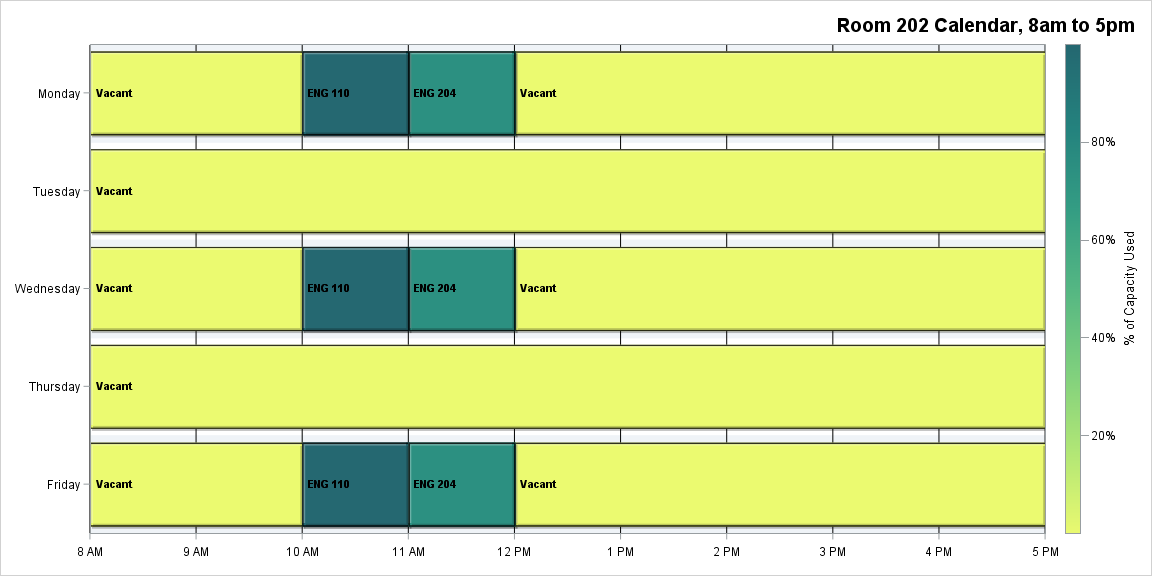 Room 202 Calendar, 8am to 5pm
Monday Vacant ENG 110 ENG 204 Vacant
80%
Tuesday Vacant
60%
% of Capacity Used
Wednesday Vacant ENG 110 ENG 204 Vacant
40%
Thursday Vacant
20%
Friday Vacant ENG 110 ENG 204 Vacant
8 AM 9 AM 10 AM 11 AM 12 PM 1 PM 2 PM 3 PM 4 PM 5 PM